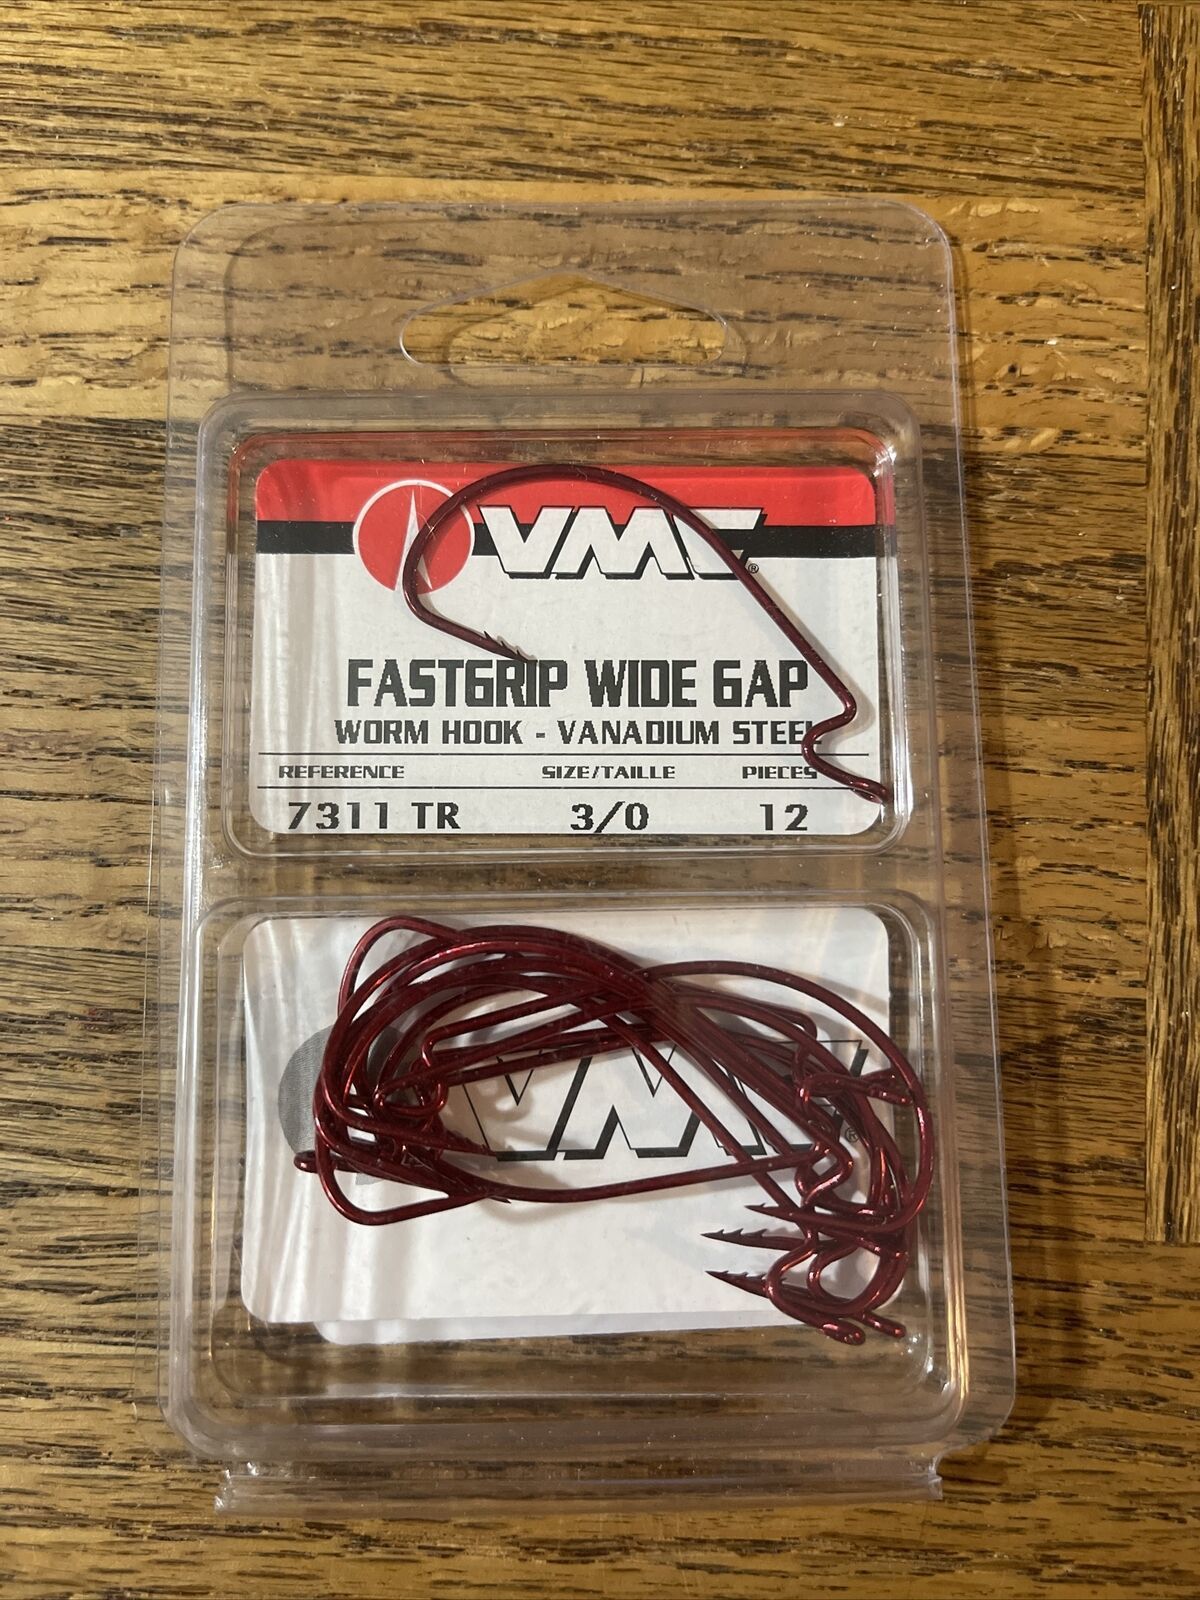 VMC®
FASTGRIP WIDE GAP
WORM HOOK - VANADIUM STEEL
REFERENCE SIZE/TAILLE PIECES
7311 TR 3/0 12
VMC®